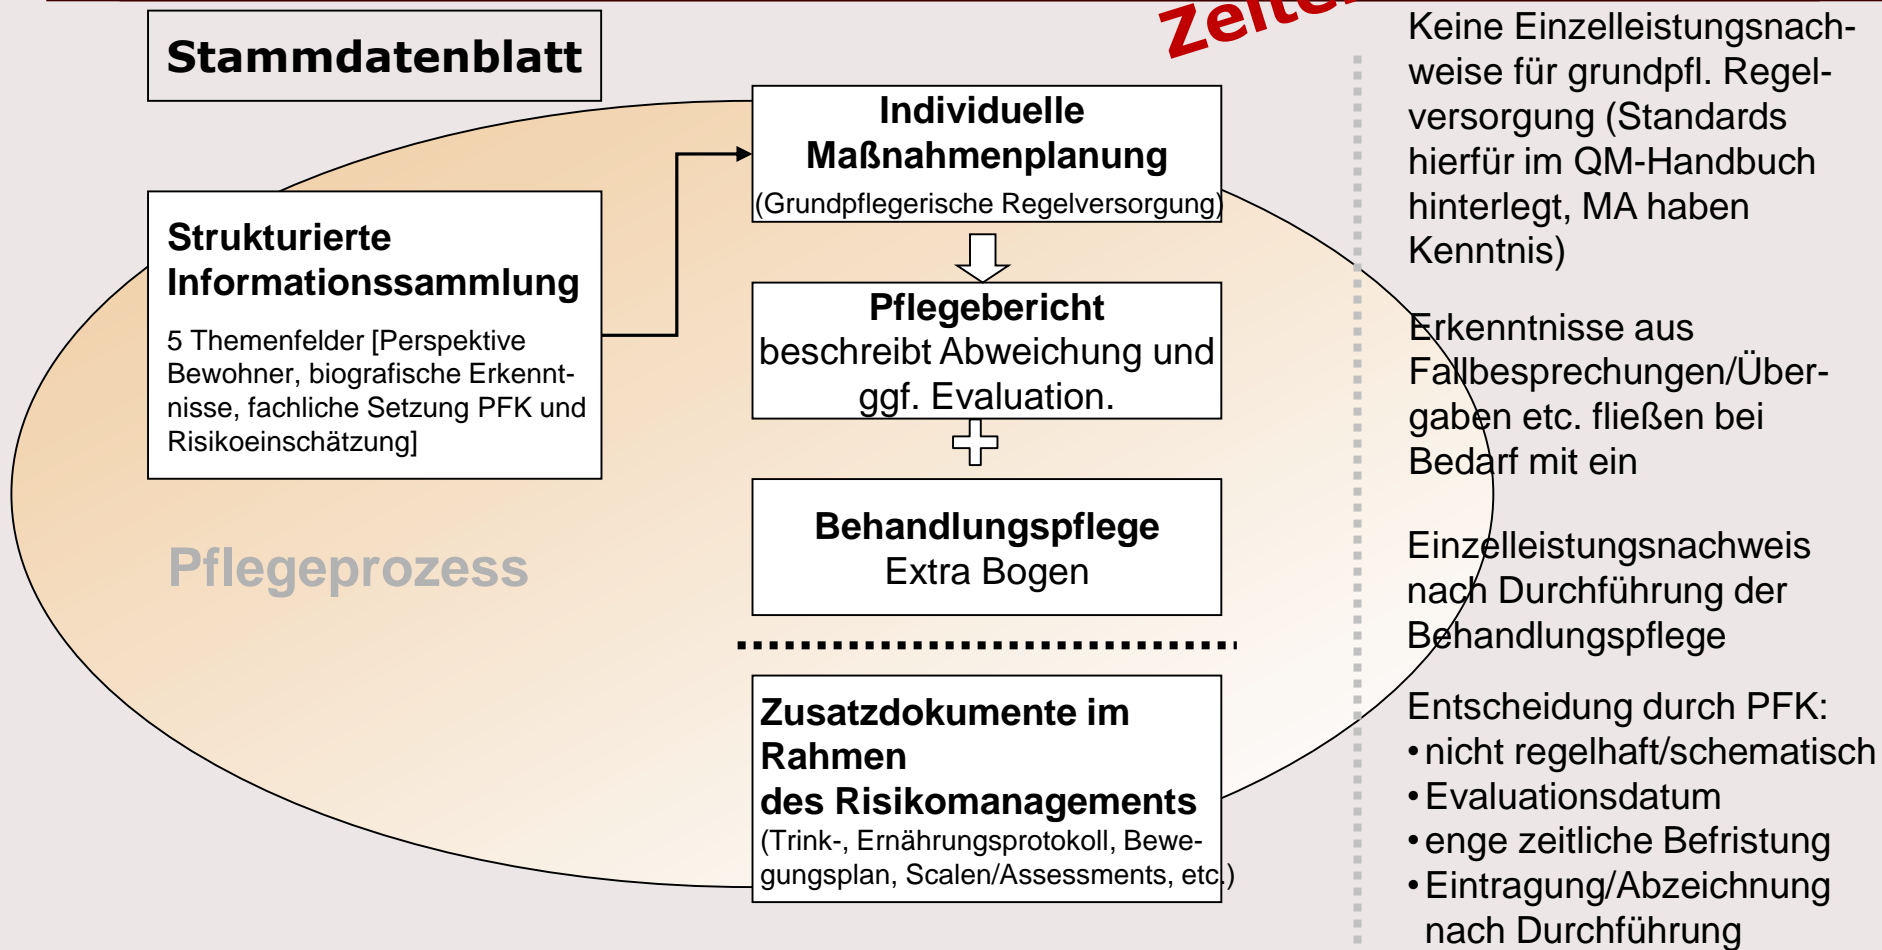 Stammdatenblatt
Strukturierte
Informationssammlung
5 Themenfelder [Perspektive
Bewohner, biografische Erkennt-
nisse, fachliche Setzung PFK und
Risikoeinschätzung]
Pflegeprozess
Individuelle
Maßnahmenplanung
(Grundpflegerische Regelversorgung)
Pflegebericht
beschreibt Abweichung und
ggf. Evaluation.
Behandlungspflege
Extra Bogen
Zusatzdokumente im
Rahmen
des Risikomanagements
(Trink-, Ernährungsprotokoll, Bewe-
gungsplan, Scalen/Assessments, etc.)
Keine Einzelleistungsnach-
weise für grundpfl. Regel-
versorgung (Standards
hierfür im QM-Handbuch
hinterlegt, MA haben
Kenntnis)
Erkenntnisse aus
Fallbesprechungen/Über-
gaben etc. fließen bei
Bedarf mit ein
Einzelleistungsnachweis
nach Durchführung der
Behandlungspflege
Entscheidung durch PFK:
• nicht regelhaft/schematisch
• Evaluationsdatum
• enge zeitliche Befristung
• Eintragung/Abzeichnung
nach Durchführung